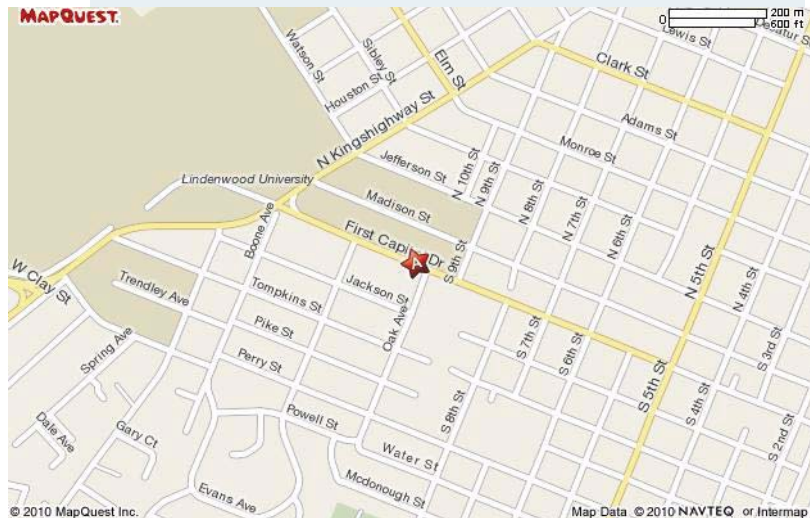 MAPQUEST.
0
200 m
600 ft
Decatur St
Lewis St
Watson St
Sibley St
Elm St
Clark St
Houston St
N Kingshighway St
Adams St
Monroe St
Jefferson St
N 10th St
N 9th St
Lindenwood University
Madison St
N 8th St
N 7th St
N 6th St
Boone Ave
First Capitol Dr
A
S 9th St
N 5th St
N 4th St
W Clay St
Trendley Ave
Tompkins St
Jackson St
Oak Ave
Pike St
Spring Ave
Perry St
S 7th St
S 6th St
N 3rd St
S 5th St
S 4th St
Dale Ave
Gary Ct
Powell St
S 8th St
Water St
S 2nd St
Evans Ave
Mcdonough St
© 2010 MapQuest Inc.
Map Data © 2010 NAVTEQ or Intermap